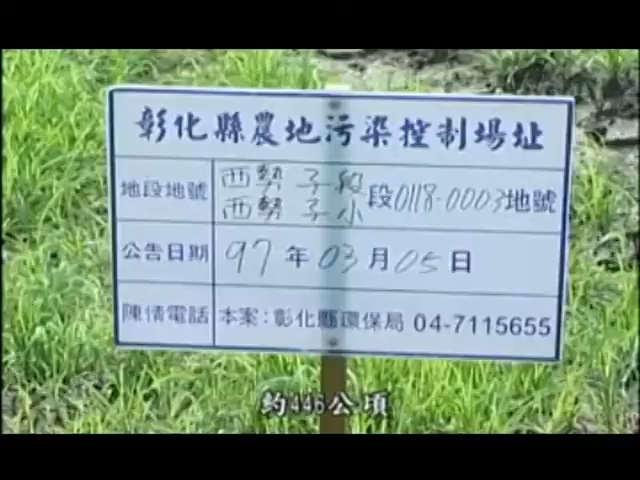 彰化縣農地污染控制場址
地段地號 西勢子段 西勢子小 段0118-0003地號
公告日期 97年03月05日
陳情電話 本案：彰化縣環保局 04-7115655
約446公頃